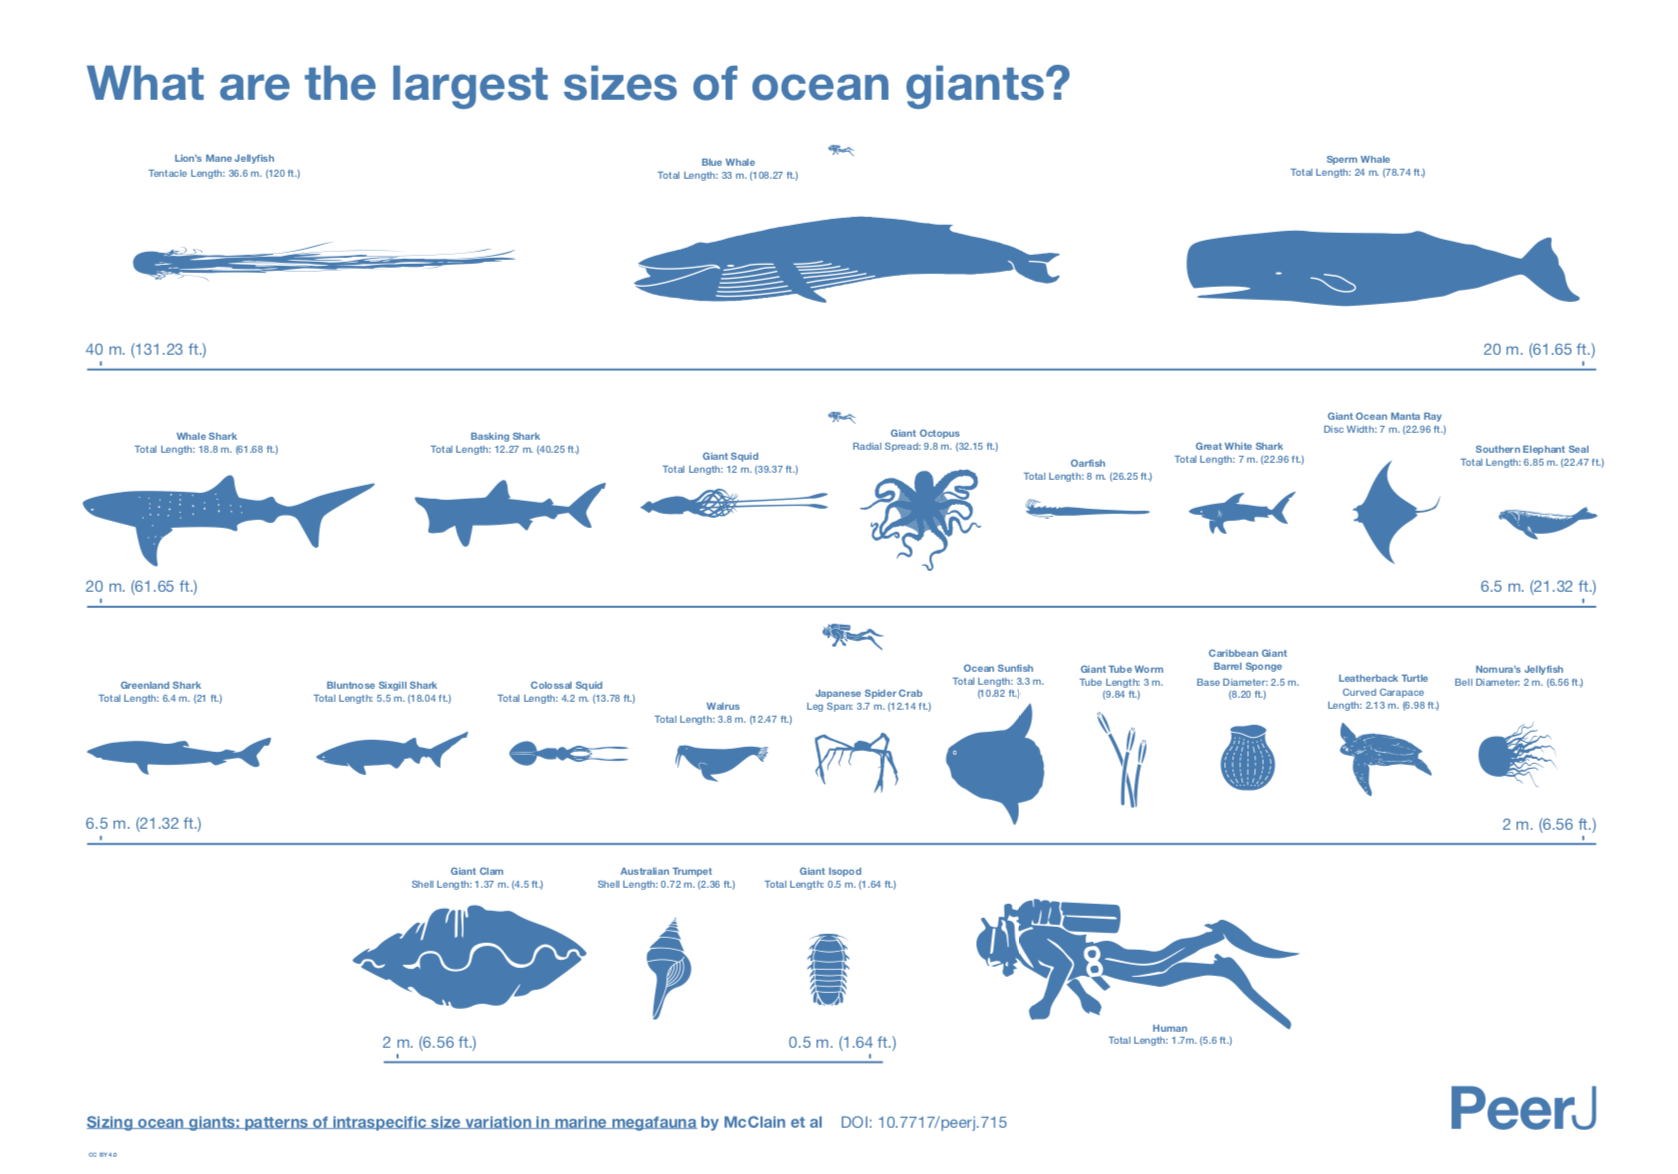 What are the largest sizes of ocean giants?
Lion's Mane Jellyfish
Tentacle Length: 36.6 m. (120 ft.)
Blue Whale
Total Length: 33 m. (108.27 ft.)
Sperm Whale
Total Length: 24 m. (78.74 ft.)
40 m. (131.23 ft.)
20 m. (61.65 ft.)
Whale Shark
Total Length: 18.8 m. (61.68 ft.)
Basking Shark
Total Length: 12.27 m. (40.25 ft.)
Giant Squid
Total Length: 12 m. (39.37 ft.)
Giant Octopus
Radial Spread: 9.8 m. (32.15 ft.)
Oarfish
Total Length: 8 m. (26.25 ft.)
Great White Shark
Total Length: 7 m. (22.96 ft.)
Giant Ocean Manta Ray
Disc Width: 7 m. (22.96 ft.)
Southern Elephant Seal
Total Length: 6.85 m. (22.47 ft.)
20 m. (61.65 ft.)
6.5 m. (21.32 ft.)
Greenland Shark
Total Length: 6.4 m. (21 ft.)
Bluntnose Sixgill Shark
Total Length: 5.5 m. (18.04 ft.)
Colossal Squid
Total Length: 4.2 m. (13.78 ft.)
Walrus
Total Length: 3.8 m. (12.47 ft.)
Japanese Spider Crab
Leg Span: 3.7 m. (12.14 ft.)
Ocean Sunfish
Total Length: 3.3 m.
(10.82 ft.)
Giant Tube Worm
Tube Length: 3 m.
(9.84 ft.)
Caribbean Giant
Barrel Sponge
Base Diameter: 2.5 m.
(8.20 ft.)
Leatherback Turtle
Curved Carapace
Length: 2.13 m. (6.98 ft.)
Nomura's Jellyfish
Bell Diameter: 2 m. (6.56 ft.)
6.5 m. (21.32 ft.)
2 m. (6.56 ft.)
Giant Clam
Shell Length: 1.37 m. (4.5 ft.)
Australian Trumpet
Shell Length: 0.72 m. (2.36 ft.)
Giant Isopod
Total Length: 0.5 m. (1.64 ft.)
Human
Total Length: 1.7m. (5.6 ft.)
2 m. (6.56 ft.)
0.5 m. (1.64 ft.)
Sizing ocean giants: patterns of intraspecific size variation in marine megafauna by McClain et al DOI: 10.7717/peerj.715
PeerJ
CC BY 4.0